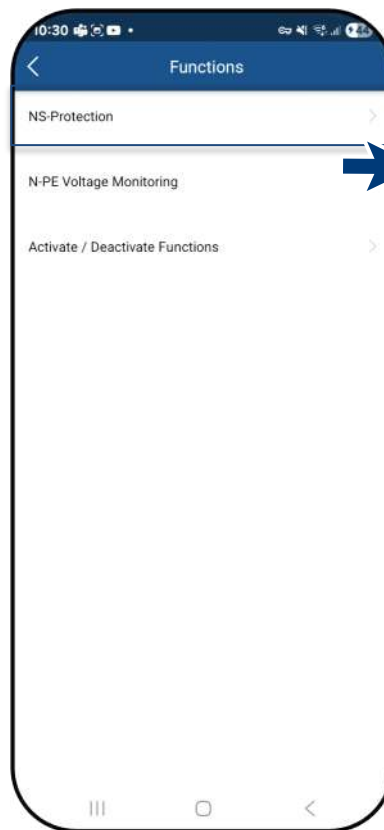 10:30
Functions
NS-Protection
N-PE Voltage Monitoring
Activate / Deactivate Functions